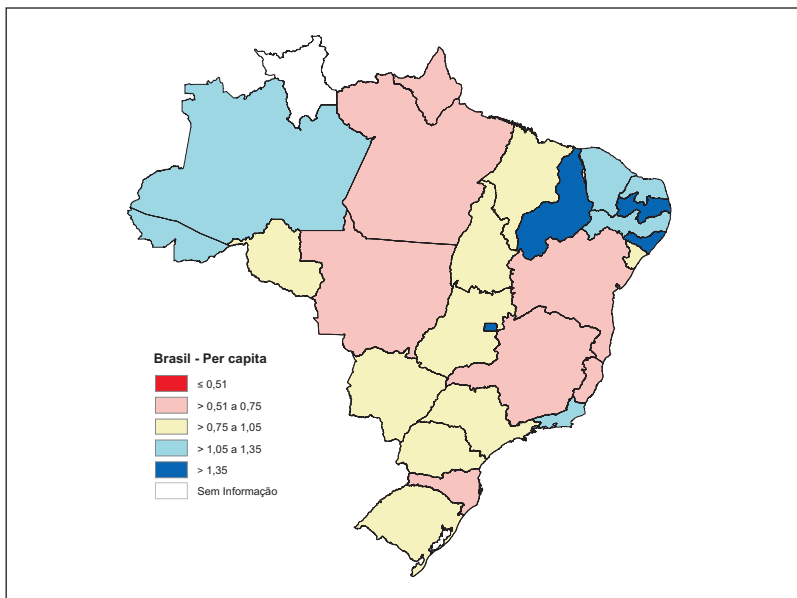 Brasil - Per capita
≤ 0,51
> 0,51 a 0,75
> 0,75 a 1,05
> 1,05 a 1,35
> 1,35
Sem Informação